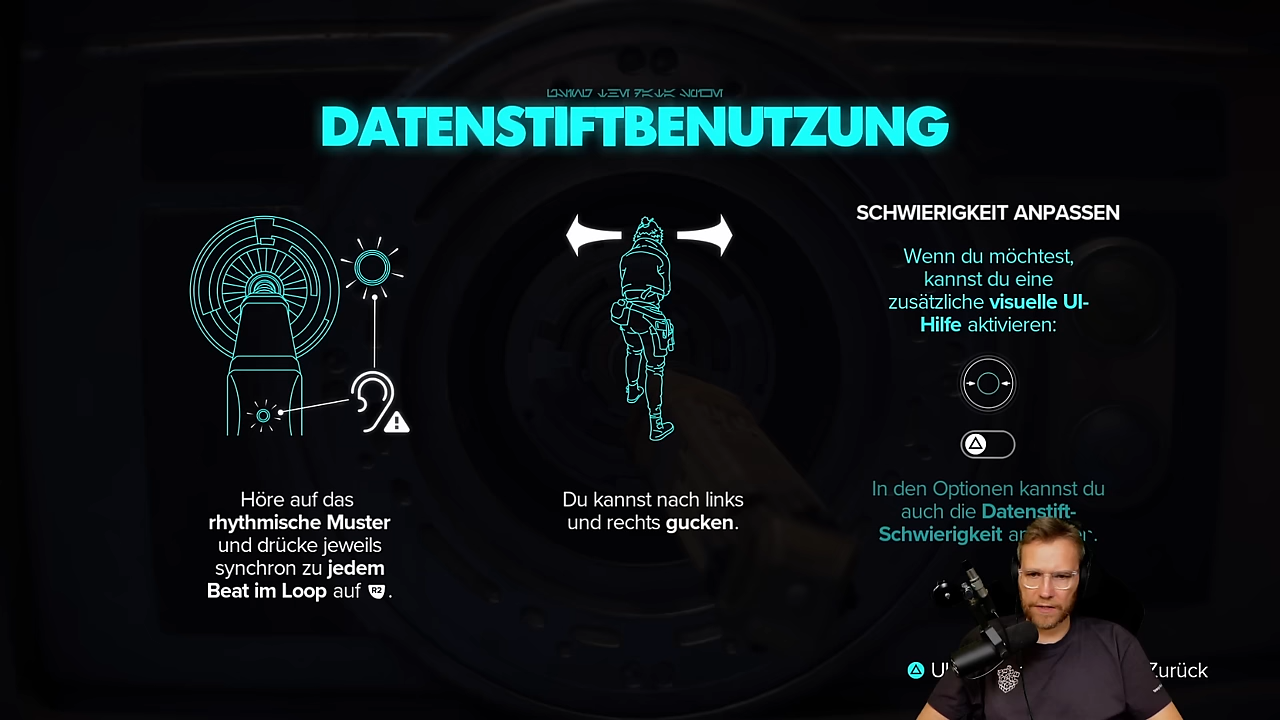 DATENSTIFTBENUTZUNG
Höre auf das
rhythmische Muster
und drücke jeweils
synchron zu jedem
Beat im Loop auf R2.
Du kannst nach links
und rechts gucken.
SCHWIERIGKEIT ANPASSEN
Wenn du möchtest,
kannst du eine
zusätzliche visuelle UI-
Hilfe aktivieren:
In den Optionen kannst du
auch die Datenstift-
Schwierigkeit
Zurück